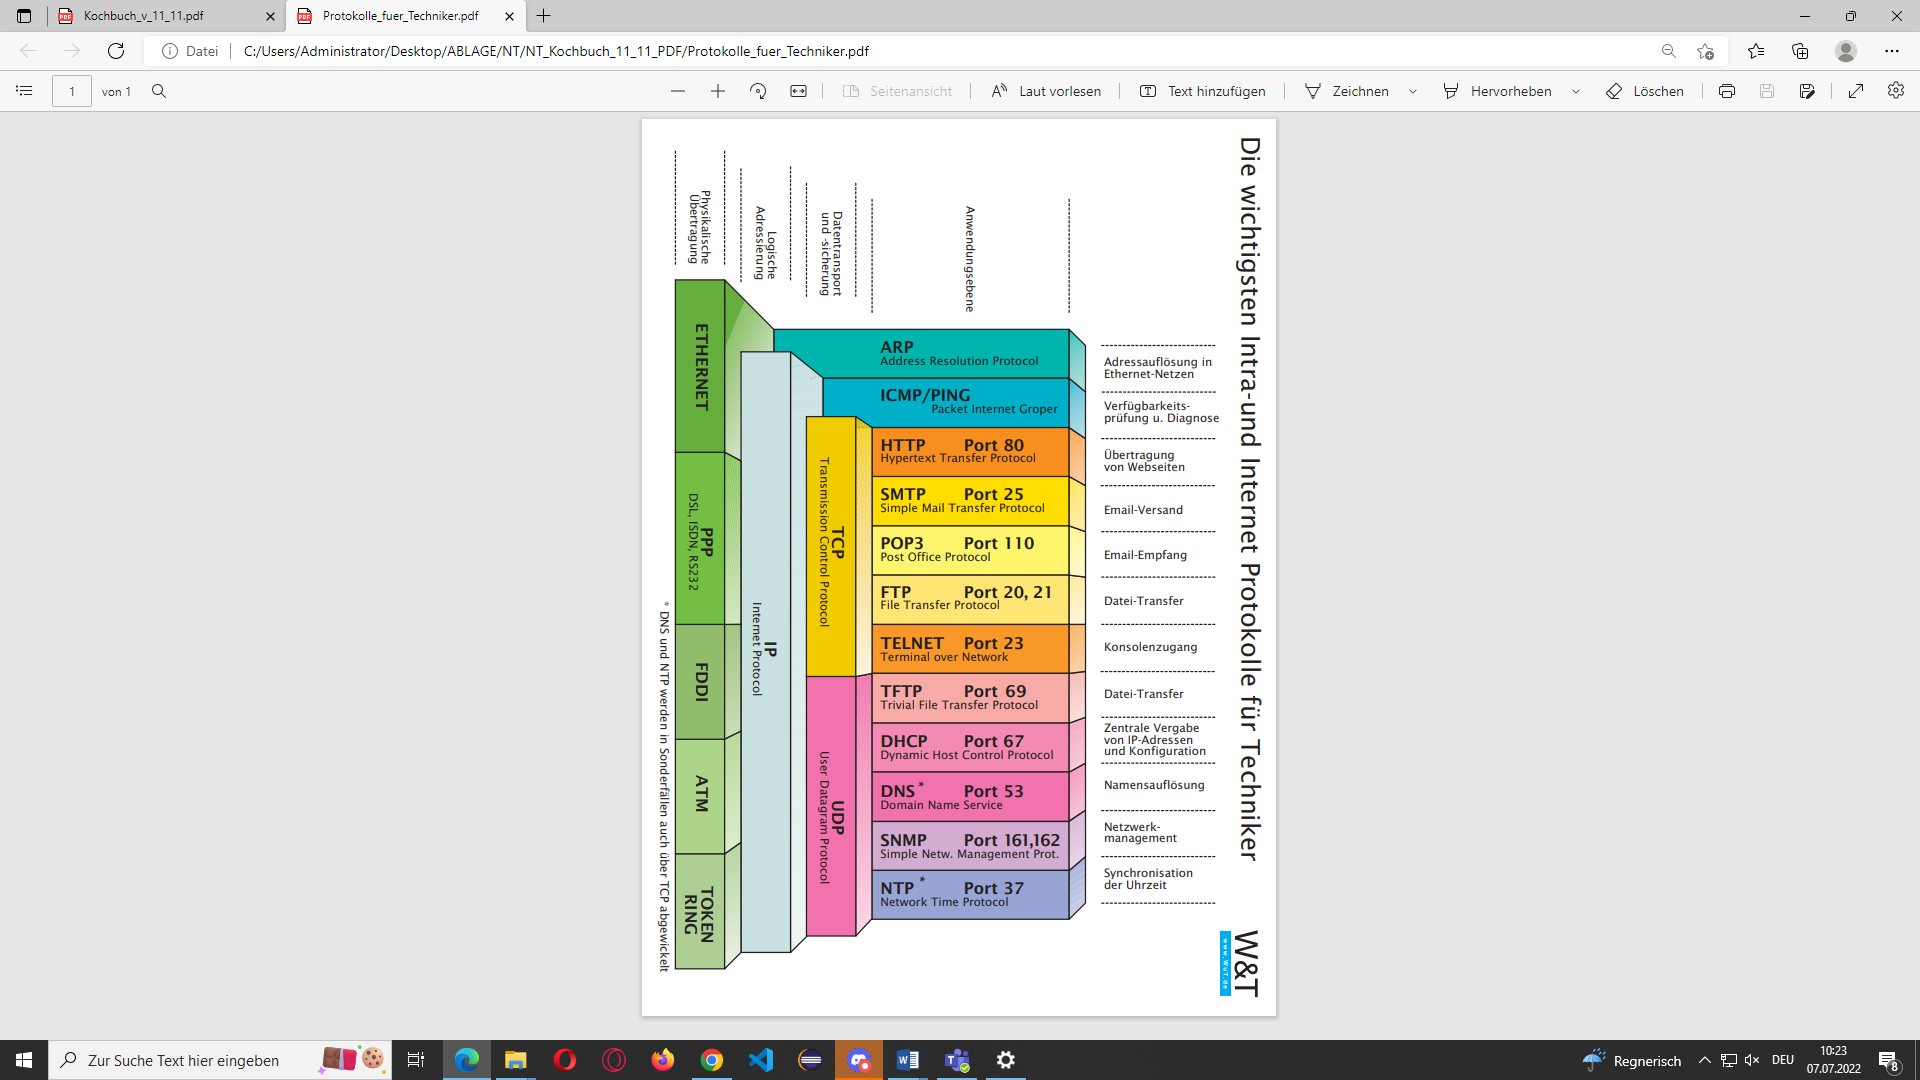 Kochbuch_v_11_11.pdf
Protokolle_fuer_Techniker.pdf
Datei
C:/Users/Administrator/Desktop/ABLAGE/NT/NT_Kochbuch_11_11_PDF/Protokolle_fuer_Techniker.pdf
1
von 1
Seitenansicht
Laut vorlesen
Text hinzufügen
Zeichnen
Hervorheben
Löschen
Die wichtigsten Intra-und Internet Protokolle für Techniker
Physikalische
Übertragung
Logische
Adressierung
Datentransport
und -sicherung
Anwendungsebene
ETHERNET
PPP
DSL, ISDN, RS232
FDDI
ATM
TOKEN
RING
IP
Internet Protocol
TCP
Transmission Control Protocol
UDP
User Datagram Protocol
ARP
Address Resolution Protocol
Adressauflösung in
Ethernet-Netzen
ICMP/PING
Packet Internet Groper
Verfügbarkeits-
prüfung u. Diagnose
HTTP Port 80
Hypertext Transfer Protocol
Übertragung
von Webseiten
SMTP Port 25
Simple Mail Transfer Protocol
Email-Versand
POP3 Port 110
Post Office Protocol
Email-Empfang
FTP Port 20, 21
File Transfer Protocol
Datei-Transfer
TELNET Port 23
Terminal over Network
Konsolenzugang
TFTP Port 69
Trivial File Transfer Protocol
Datei-Transfer
DHCP Port 67
Dynamic Host Control Protocol
Zentrale Vergabe
von IP-Adressen
und Konfiguration
DNS * Port 53
Domain Name Service
Namensauflösung
SNMP Port 161,162
Simple Netw. Management Prot.
Netzwerk-
management
NTP * Port 37
Network Time Protocol
Synchronisation
der Uhrzeit
* DNS und NTP werden in Sonderfällen auch über TCP abgewickelt
W&T
www.WuT.de
Zur Suche Text hier eingeben
Regnerisch
DEU
10:23
07.07.2022
8